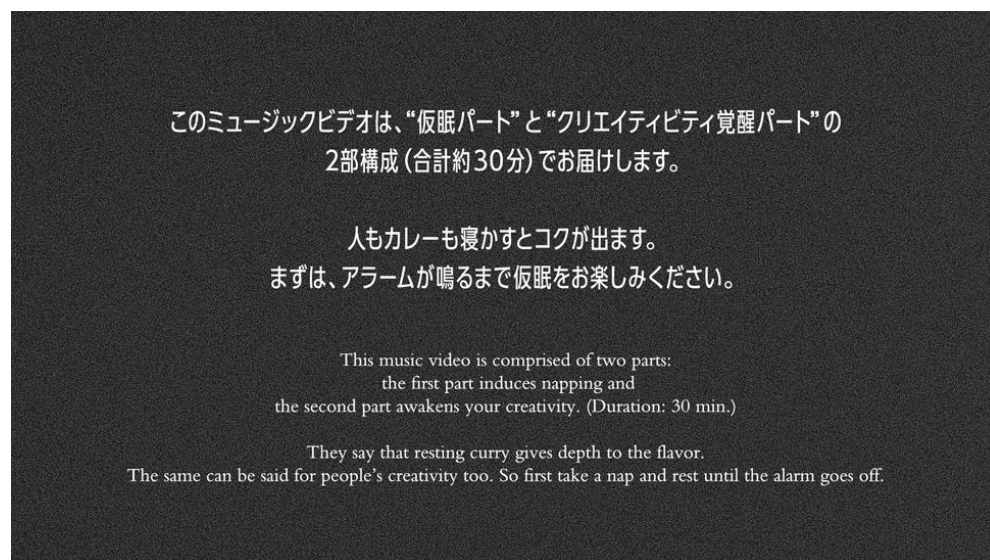 このミュージックビデオは、“仮眠パート”と“クリエイティビティ覚醒パート”の
2部構成（合計約30分）でお届けします。
人もカレーも寝かすとコクが出ます。
まずは、アラームが鳴るまで仮眠をお楽しみください。
This music video is comprised of two parts:
the first part induces napping and
the second part awakens your creativity. (Duration: 30 min.)
They say that resting curry gives depth to the flavor.
The same can be said for people’s creativity too. So first take a nap and rest until the alarm goes off.